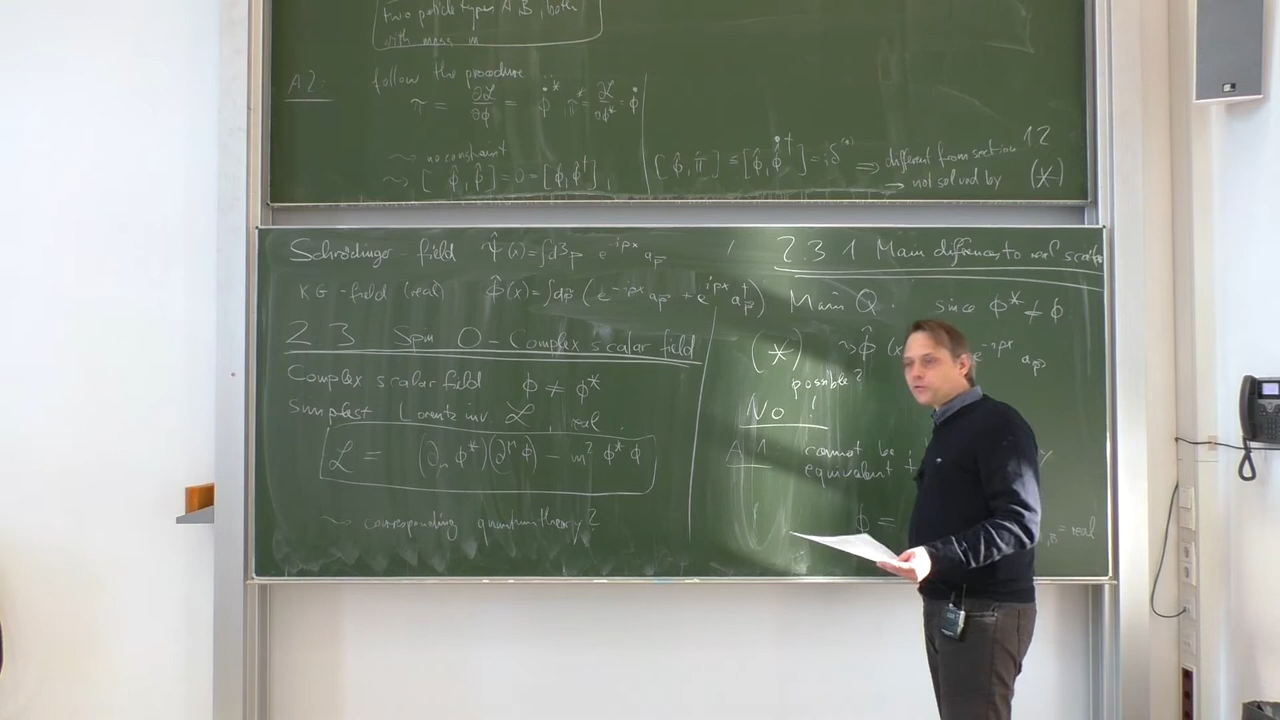 two particle types A, B, both
with mass m
A2: follow the procedure
π = ∂ℒ/∂ϕ̇ = ϕ̇*, π* = ∂ℒ/∂ϕ̇* = ϕ̇
⇝ no constraint
[ϕ̂, π̂] = [ϕ̂, ϕ̂̇†] = iδ⁽³⁾ ⇒ different from section 1.2
→ not solved by (*)
Schrödinger-field ψ̂(x) = ∫d³p e^{-ipx} a_p
KG-field (real) ϕ̂(x) = ∫dp̃ (e^{-ipx} a_p + e^{ipx} a_p†)
2.3 Spin 0 - Complex scalar field
Complex scalar field ϕ ≠ ϕ*
Simplest Lorentz inv. ℒ, real
ℒ = (∂_μ ϕ*)(∂^μ ϕ) - m² ϕ* ϕ
⇝ corresponding quantum theory?
2.3.1 Main difference to real scalar
Main Q. since ϕ* ≠ ϕ
(*) ⇝ ϕ̂(x e^{-ipx} a_p
possible?
No!
A1 cannot be
equivalent
ϕ =
A,B = real